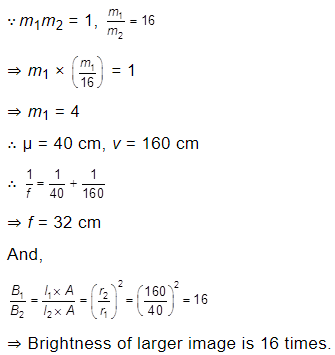 ∵ m₁m₂ = 1, m₁/m₂ = 16
⇒ m₁ × (m₁/16) = 1
⇒ m₁ = 4
∴ μ = 40 cm, v = 160 cm
∴ 1/f = 1/40 + 1/160
⇒ f = 32 cm
And,
B₁/B₂ = (I₁ × A)/(I₂ × A) = (r₂/r₁)² = (160/40)² = 16
⇒ Brightness of larger image is 16 times.